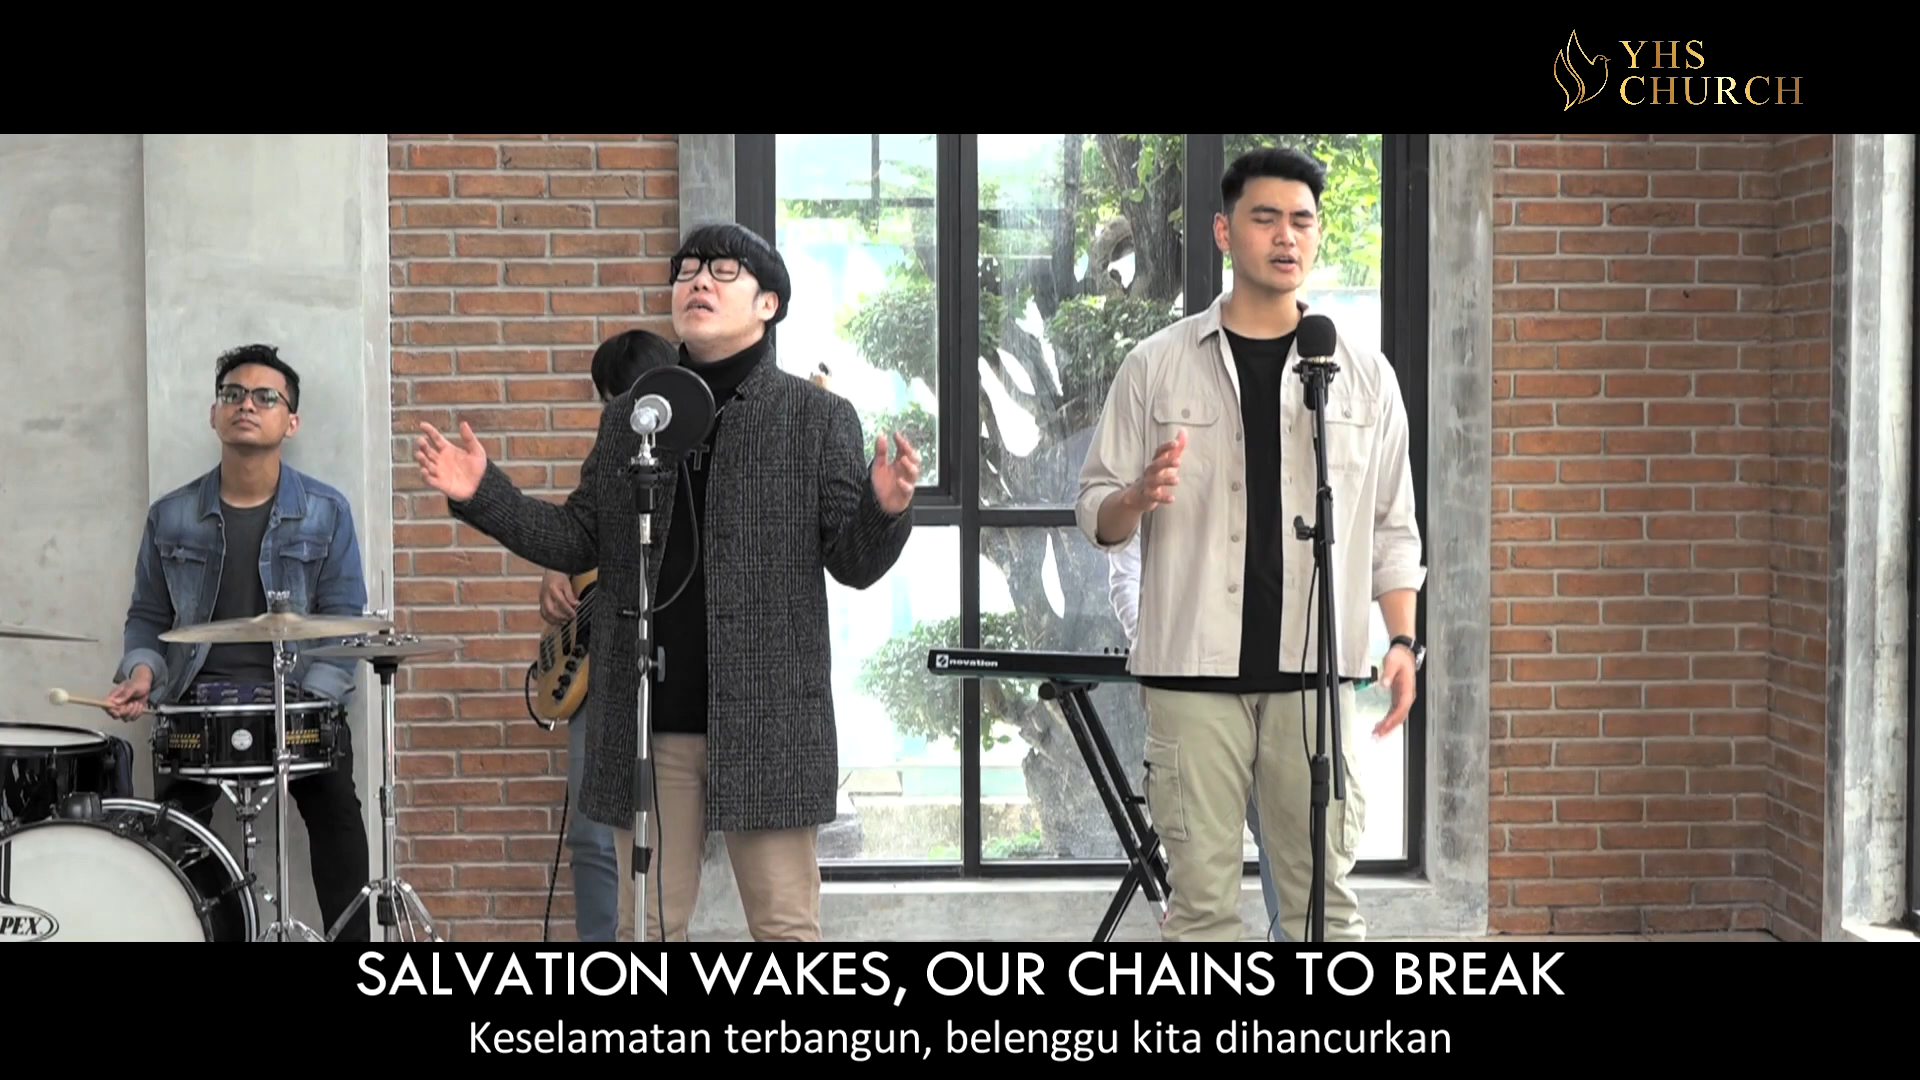 YHS
CHURCH
novation
SALVATION WAKES, OUR CHAINS TO BREAK
Keselamatan terbangun, belenggu kita dihancurkan